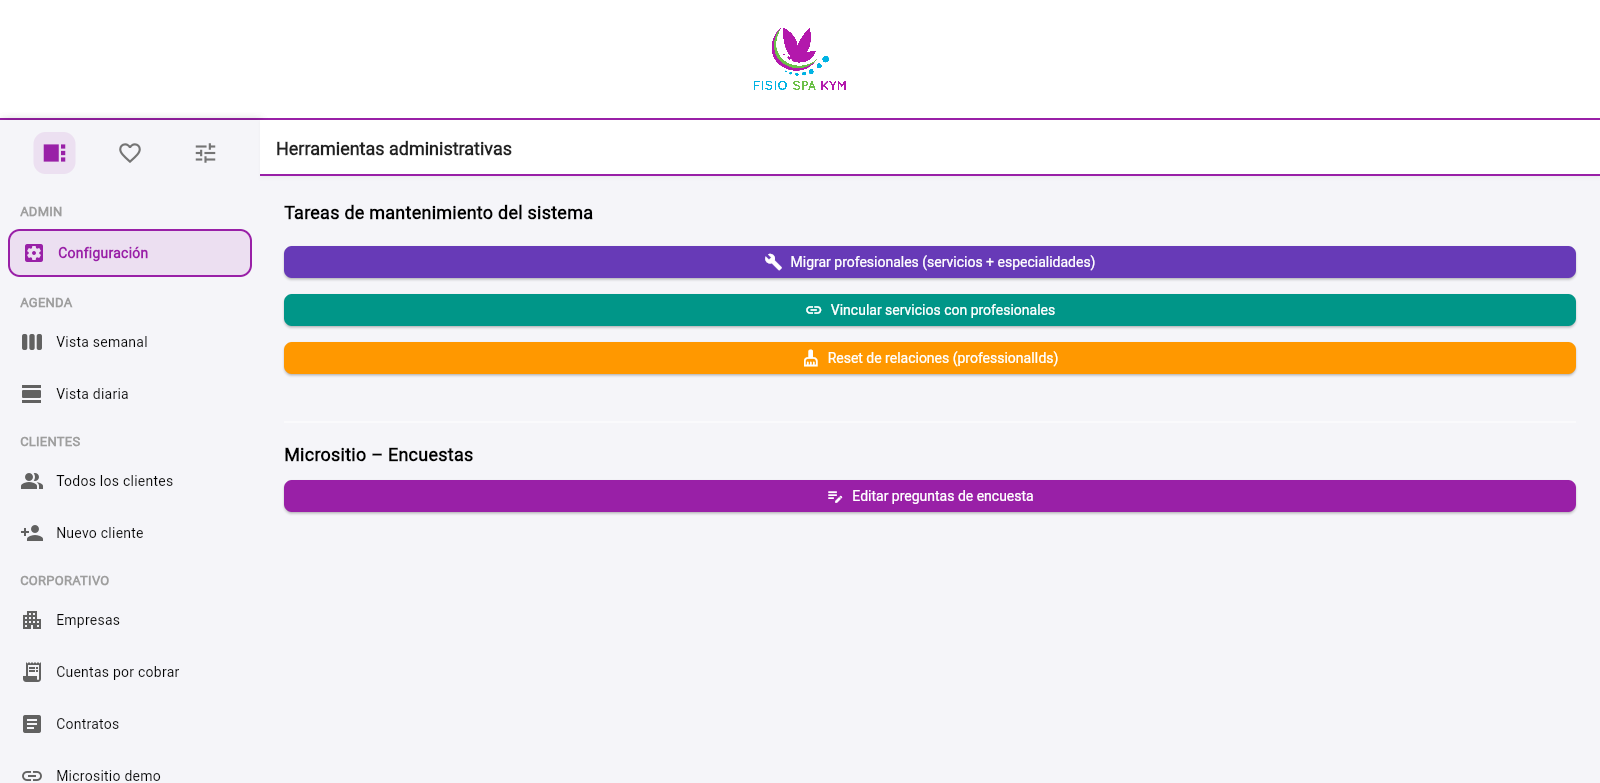 FISIO SPA KYM
Herramientas administrativas
ADMIN
Configuración
AGENDA
Vista semanal
Vista diaria
CLIENTES
Todos los clientes
Nuevo cliente
CORPORATIVO
Empresas
Cuentas por cobrar
Contratos
Micrositio demo
Tareas de mantenimiento del sistema
Migrar profesionales (servicios + especialidades)
Vincular servicios con profesionales
Reset de relaciones (professionalIds)
Micrositio – Encuestas
Editar preguntas de encuesta